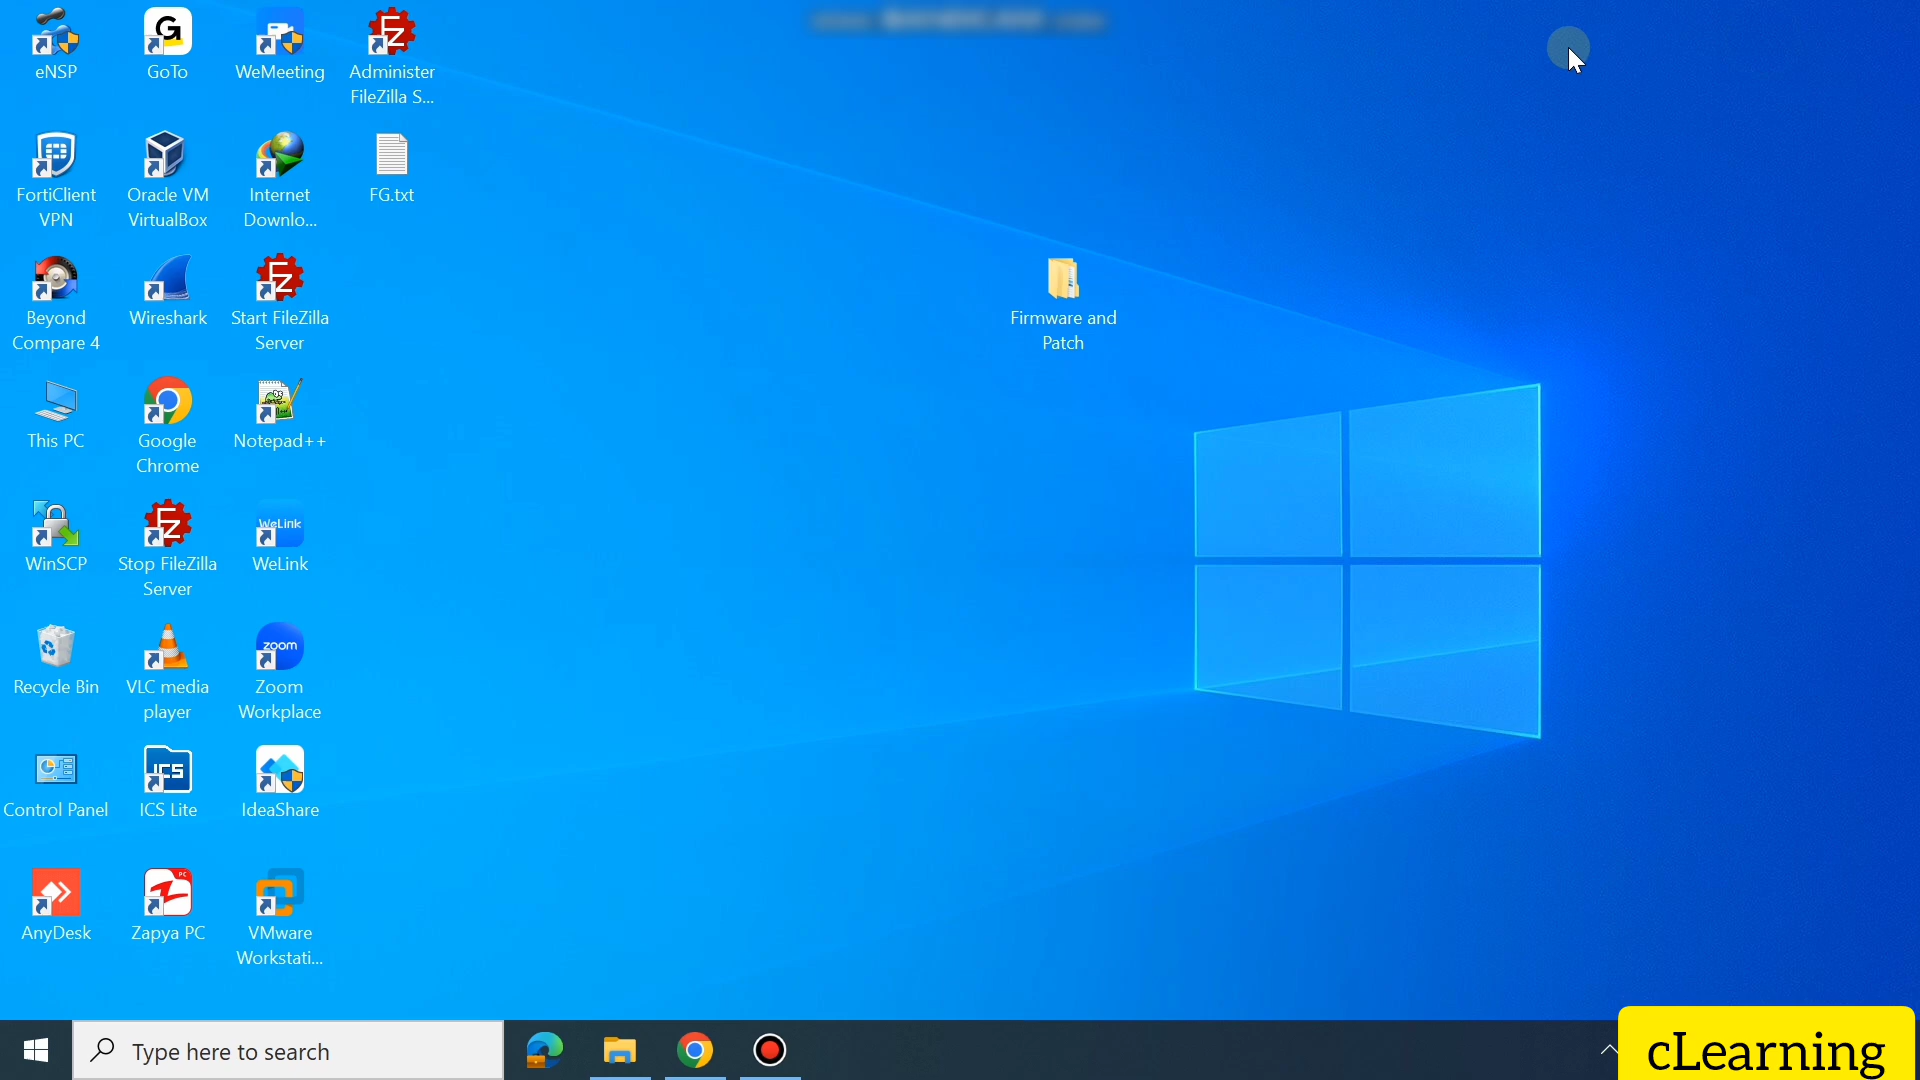 eNSP
GoTo
WeMeeting
Administer
FileZilla S...
FortiClient
VPN
Oracle VM
VirtualBox
Internet
Downlo...
FG.txt
Beyond
Compare 4
Wireshark
Start FileZilla
Server
Firmware and
Patch
This PC
Google
Chrome
Notepad++
WinSCP
Stop FileZilla
Server
WeLink
WeLink
Recycle Bin
VLC media
player
zoom
Zoom
Workplace
Control Panel
ICS
ICS Lite
IdeaShare
AnyDesk
PC
Zapya PC
VMware
Workstati...
Type here to search
cLearning